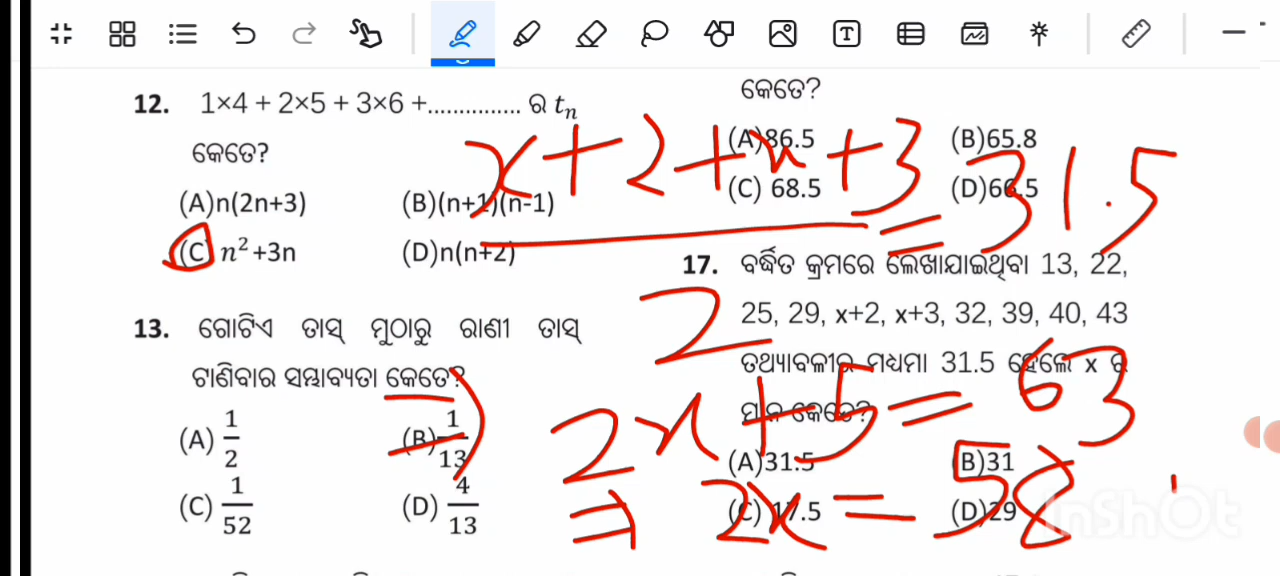 12. 1×4 + 2×5 + 3×6 +............... ର tₙ
କେତେ?
(A)n(2n+3) (B)(n+1)(n-1)
(C) n² +3n (D)n(n+2)
13. ଗୋଟିଏ ତାସ୍ ମୁଠାରୁ ରାଣୀ ତାସ୍
ଟାଣିବାର ସମ୍ଭାବ୍ୟତା କେତେ?
(A) 1/2 (B) 1/13
(C) 1/52 (D) 4/13
କେତେ?
(A)86.5 (B)65.8
(C) 68.5 (D)66.5
17. ବର୍ଦ୍ଧିତ କ୍ରମରେ ଲେଖାଯାଇଥିବା 13, 22,
25, 29, x+2, x+3, 32, 39, 40, 43
ତଥ୍ୟାବଳୀର ମଧ୍ୟମା 31.5 ହେଲେ x ର
ମାନ କେତେ?
(A)31.5 (B)31
(C) 17.5 (D)29
x+2+x+3 = 31.5
2
2x+5 = 63
⇒ 2x = 58
InShOt